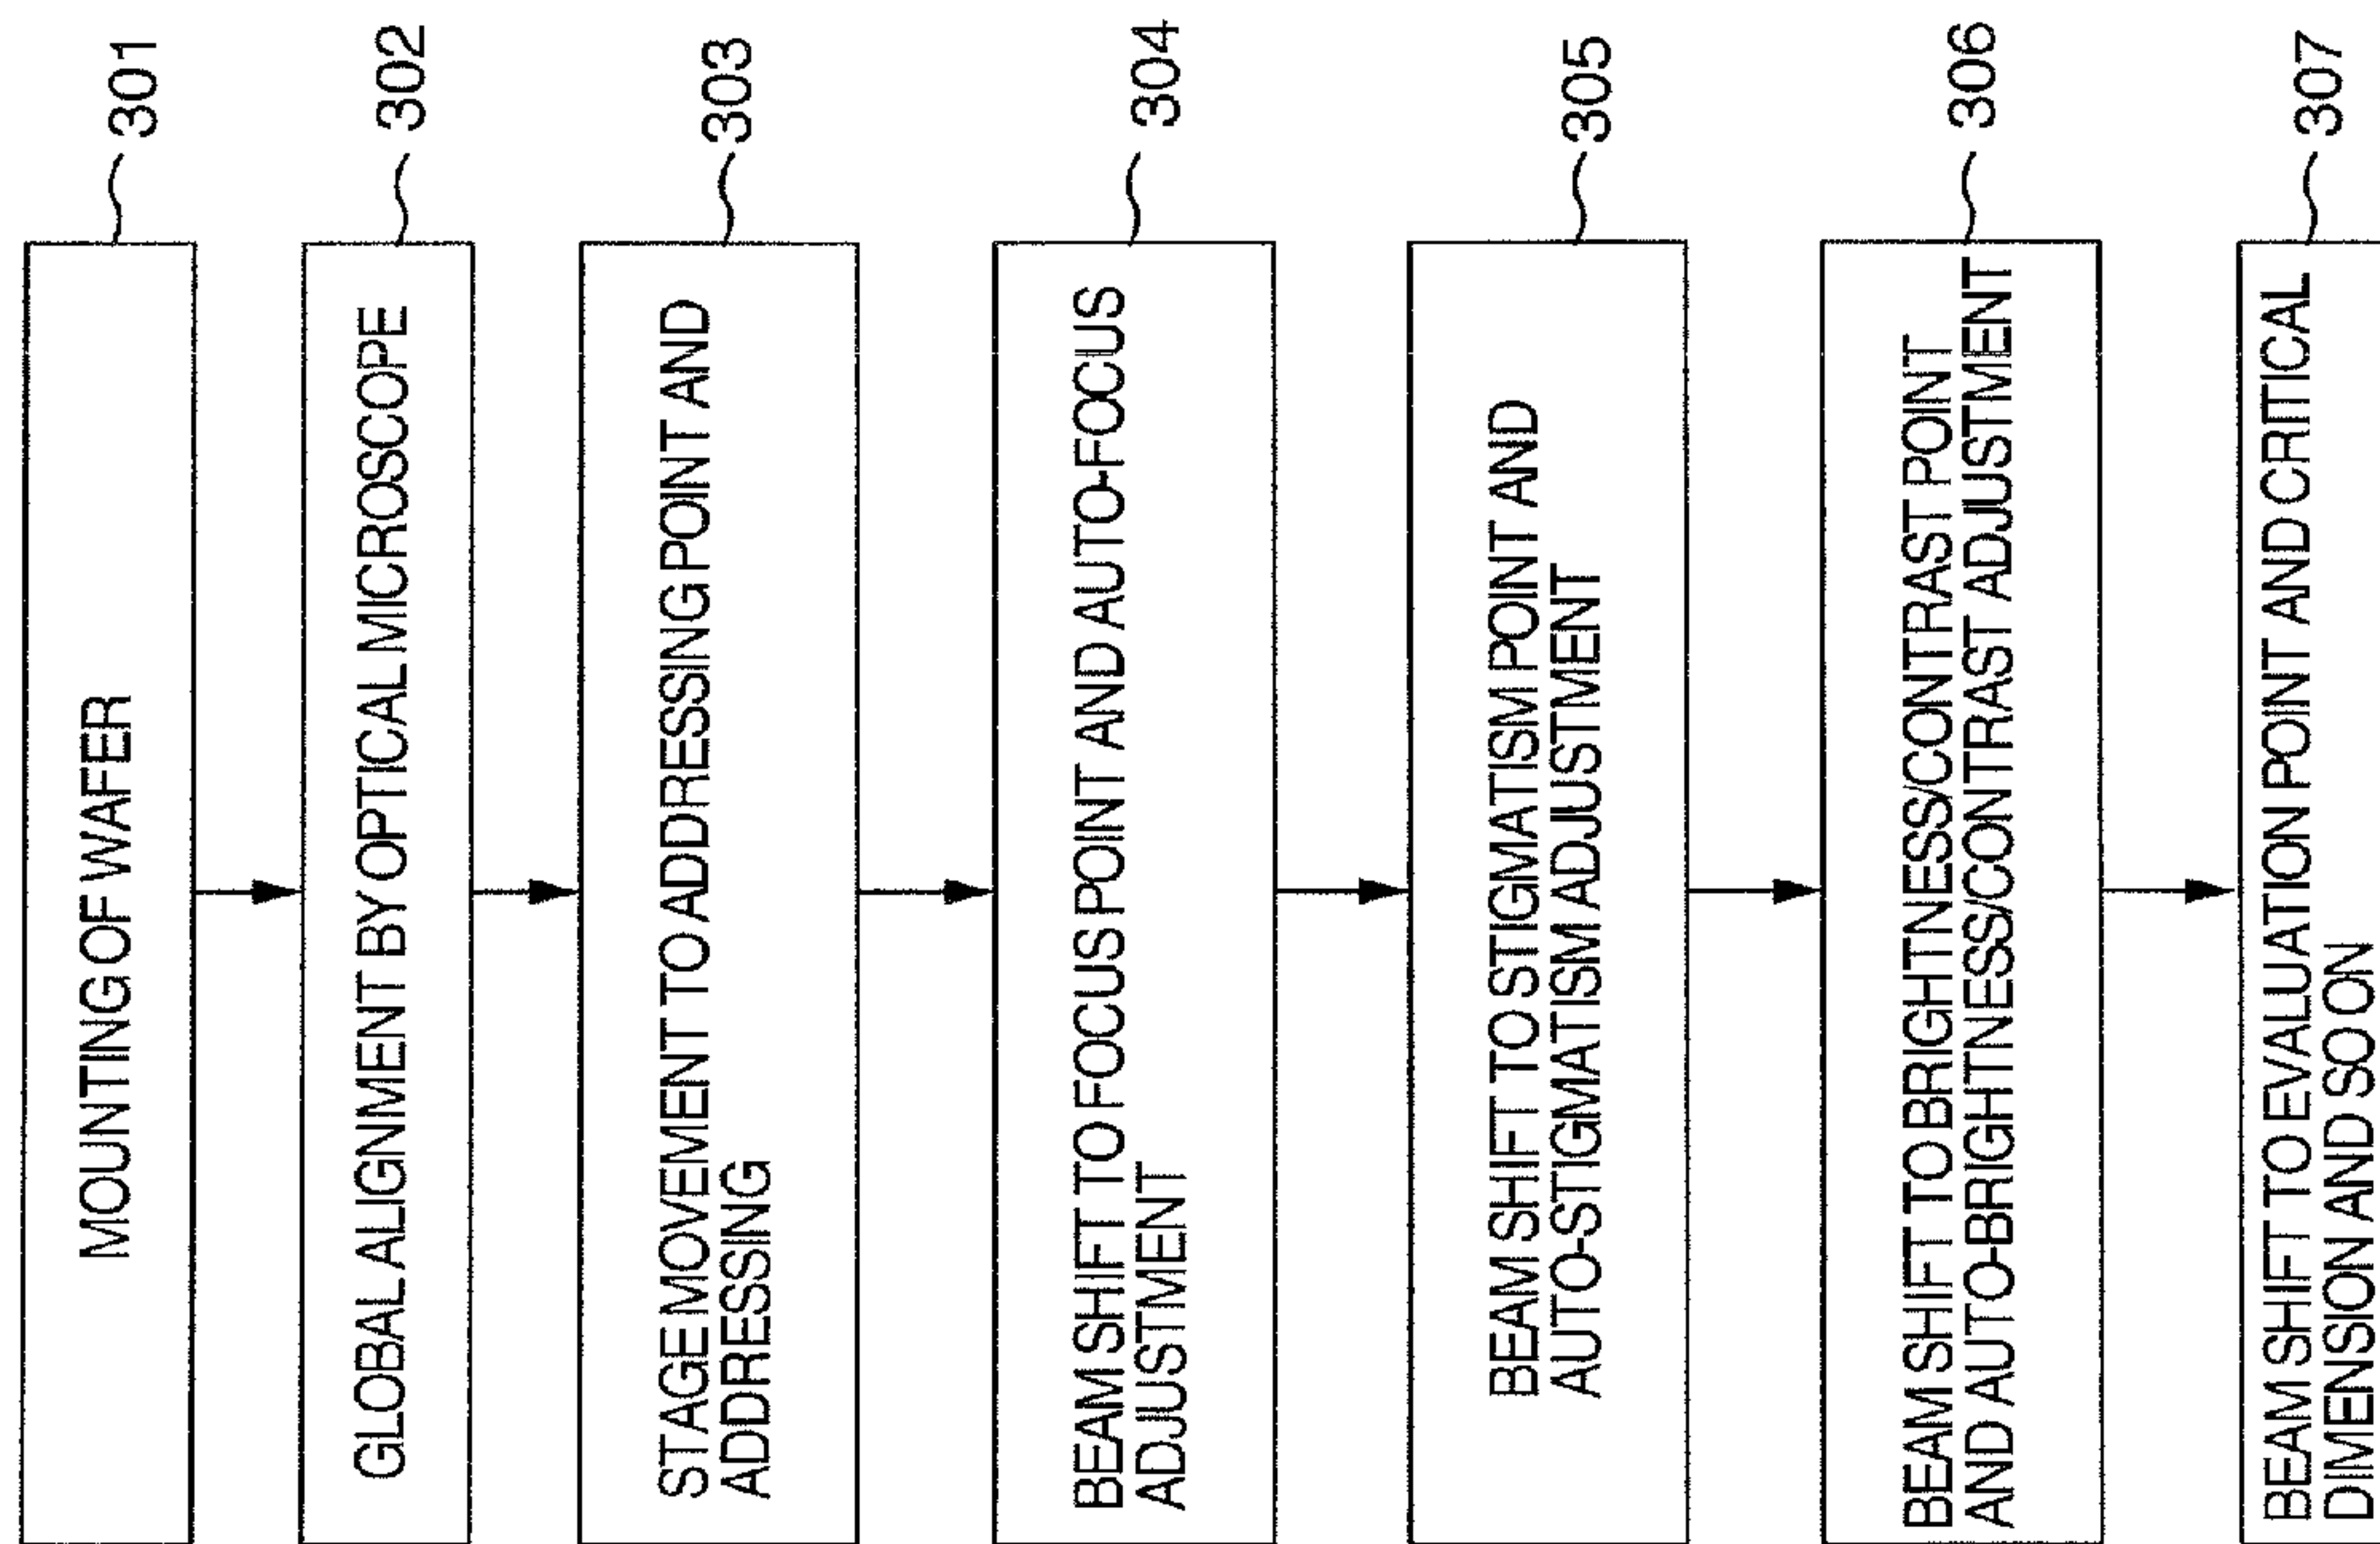 MOUNTING OF WAFER
301
GLOBAL ALIGNMENT BY OPTICAL MICROSCOPE
302
STAGE MOVEMENT TO ADDRESSING POINT AND
ADDRESSING
303
BEAM SHIFT TO FOCUS POINT AND AUTO-FOCUS
ADJUSTMENT
304
BEAM SHIFT TO STIGMATISM POINT AND
AUTO-STIGMATISM ADJUSTMENT
305
BEAM SHIFT TO BRIGHTNESS/CONTRAST POINT
AND AUTO-BRIGHTNESS/CONTRAST ADJUSTMENT
306
BEAM SHIFT TO EVALUATION POINT AND CRITICAL
DIMENSION AND SO ON
307